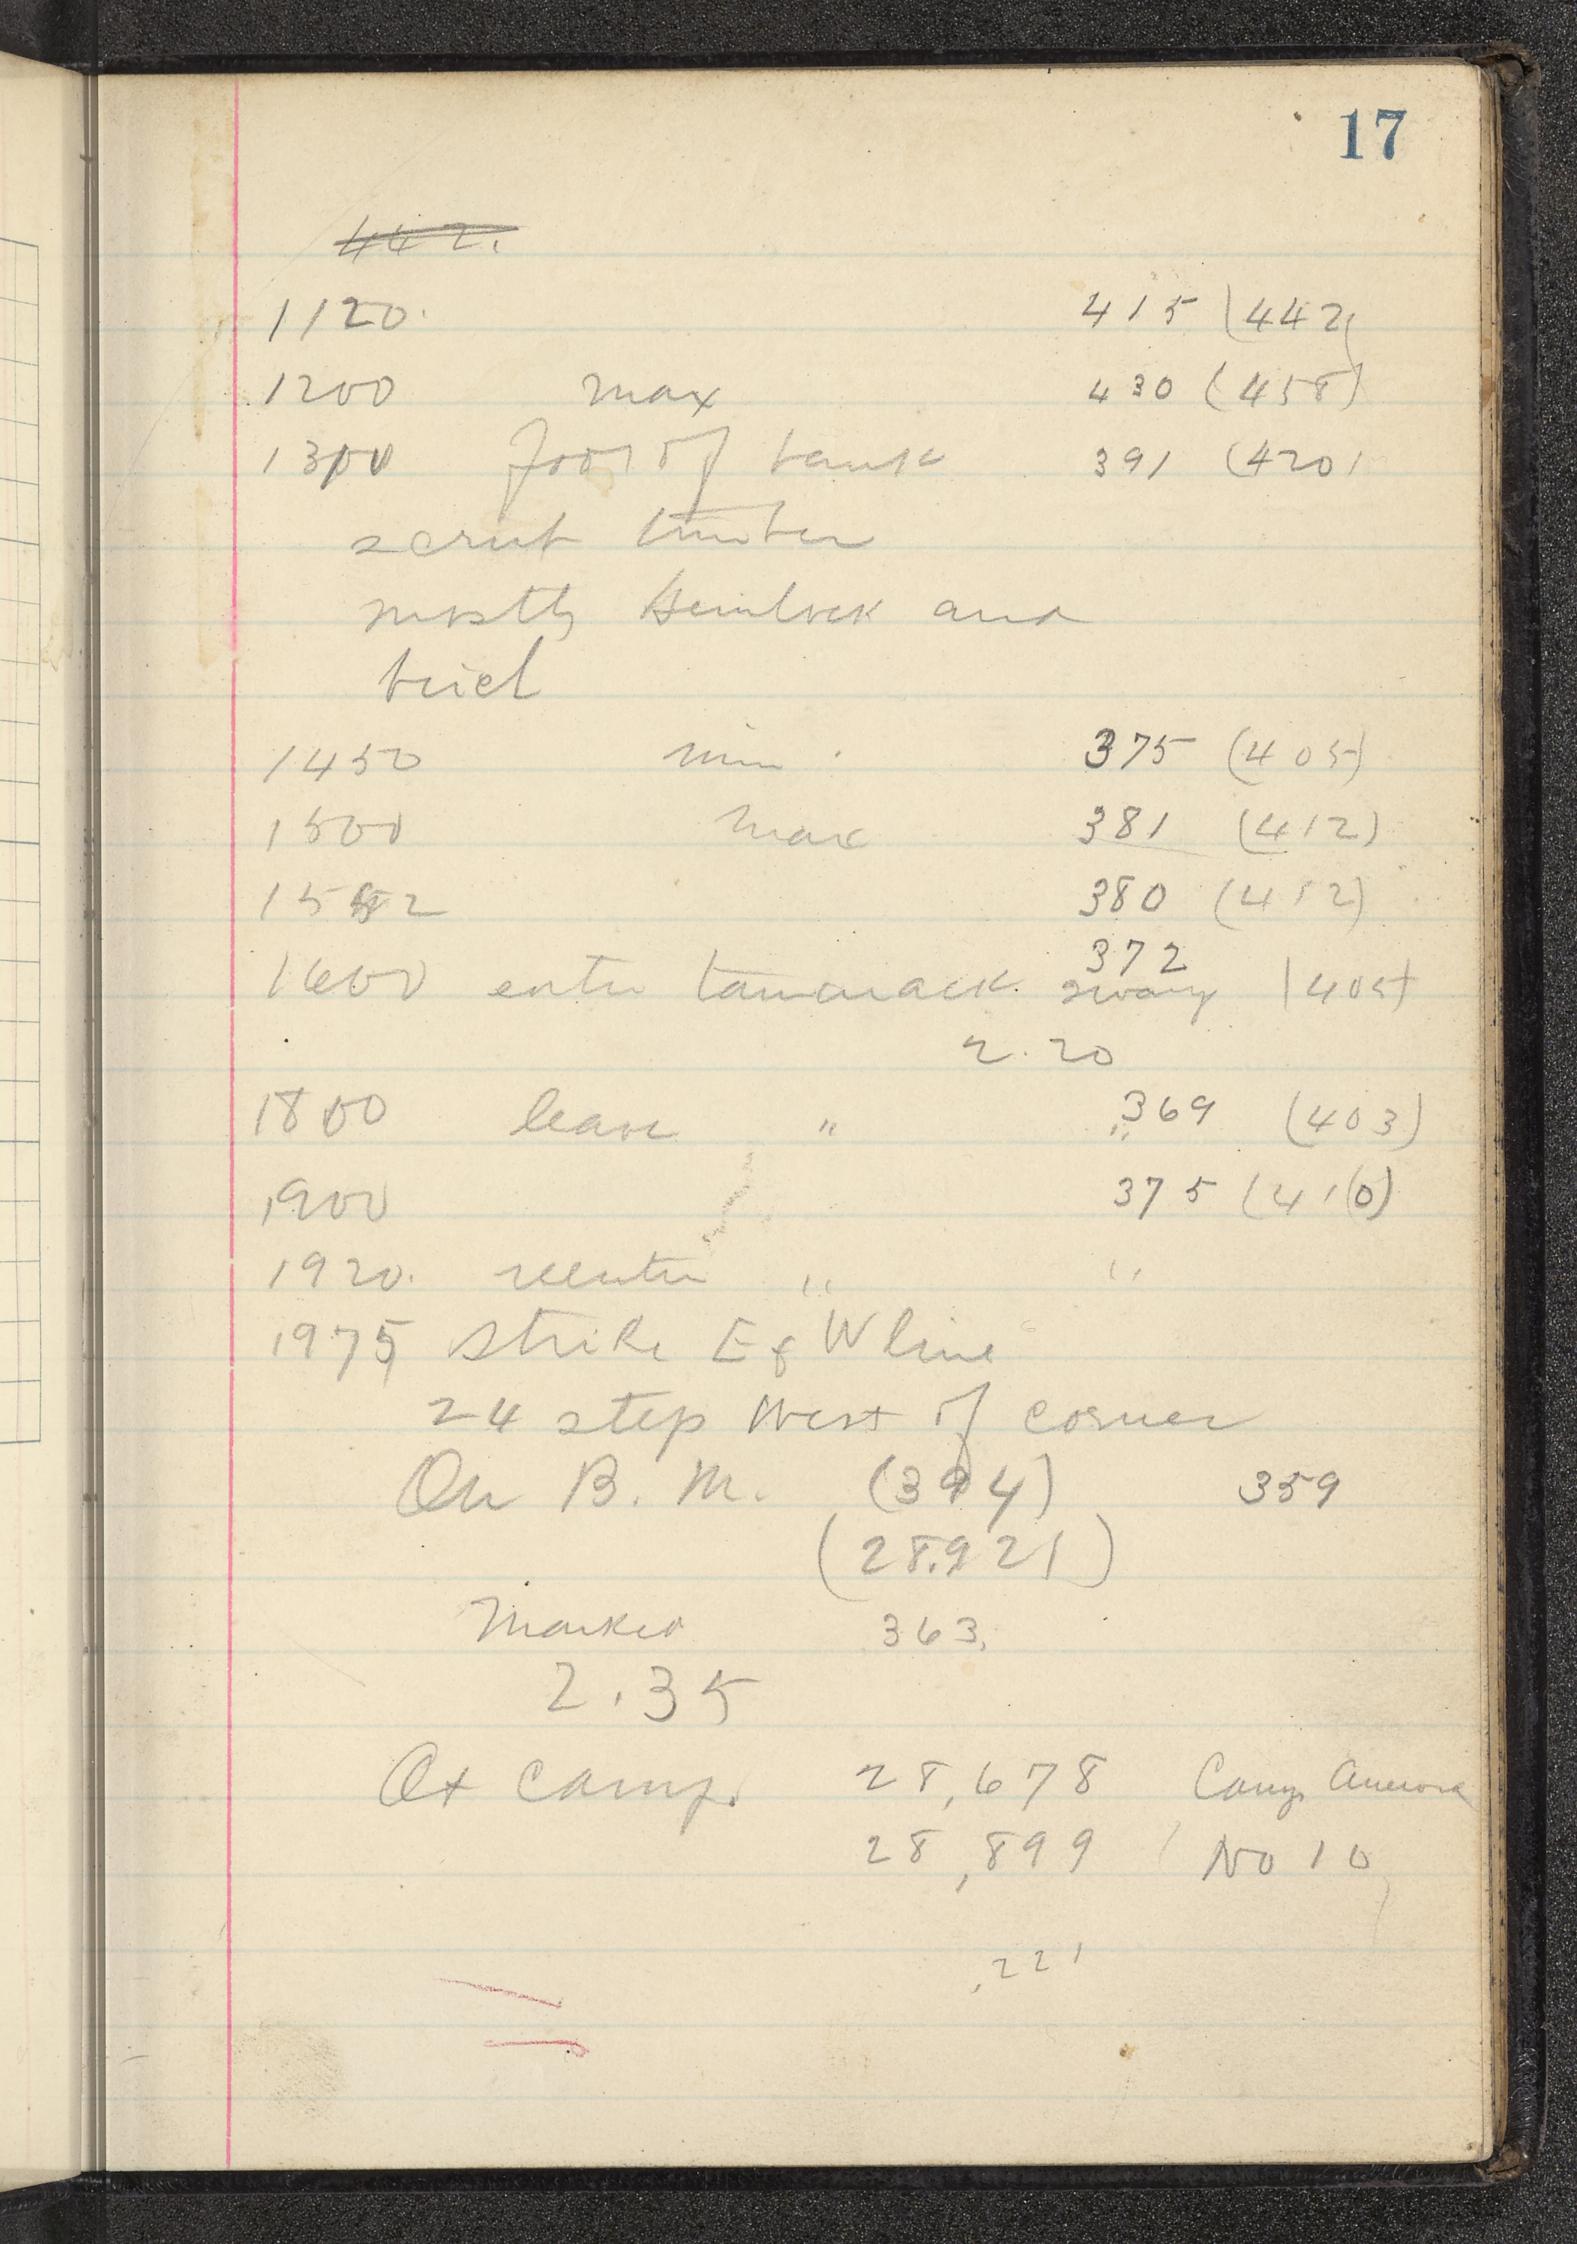 17
442.
1120. 415 (442)
1200 max 430 (458)
1300 foot of bank 391 (420)
scrub timber
mostly Hemlock and
birch
1450 min. 375 (405)
1500 max 381 (412)
1552 380 (412)
372
1600 enter tamarack swamp (405)
2.20
1800 leave " " 369 (403)
1900 375 (410)
1920. reenter " "
1975 strike E & W line
24 step West of corner
On B. M. (394) 359
(28.921)
Marked 363.
2.35
At camp. 28,678 Camp Aneroid
28,899 No 10
.221